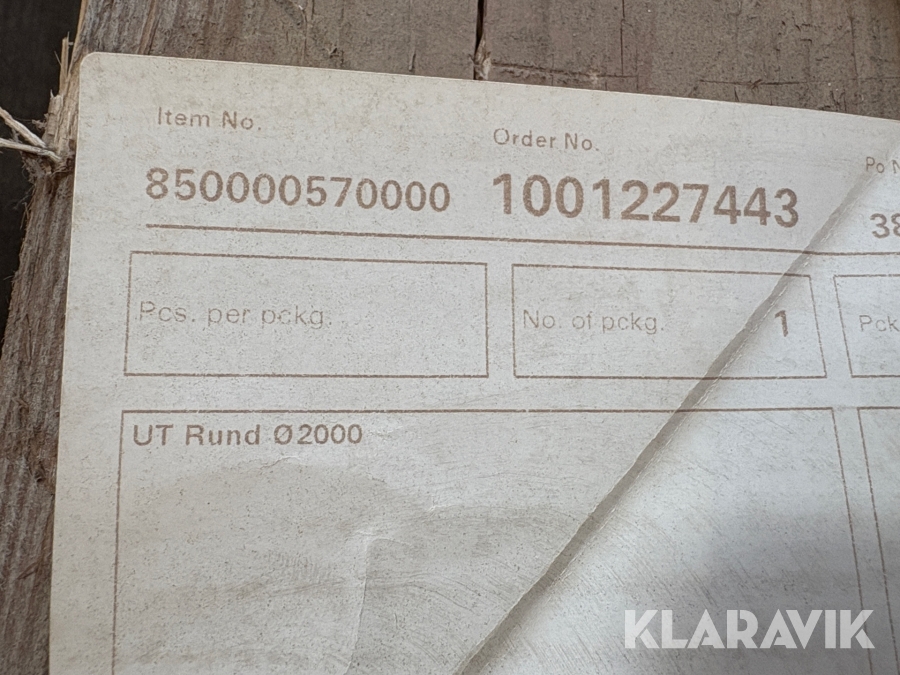 Item No.
Order No.
Po N
850000570000
1001227443
38
Pcs. per pckg.
No. of pckg.
1
Pck
UT Rund Ø2000
KLARAVIK